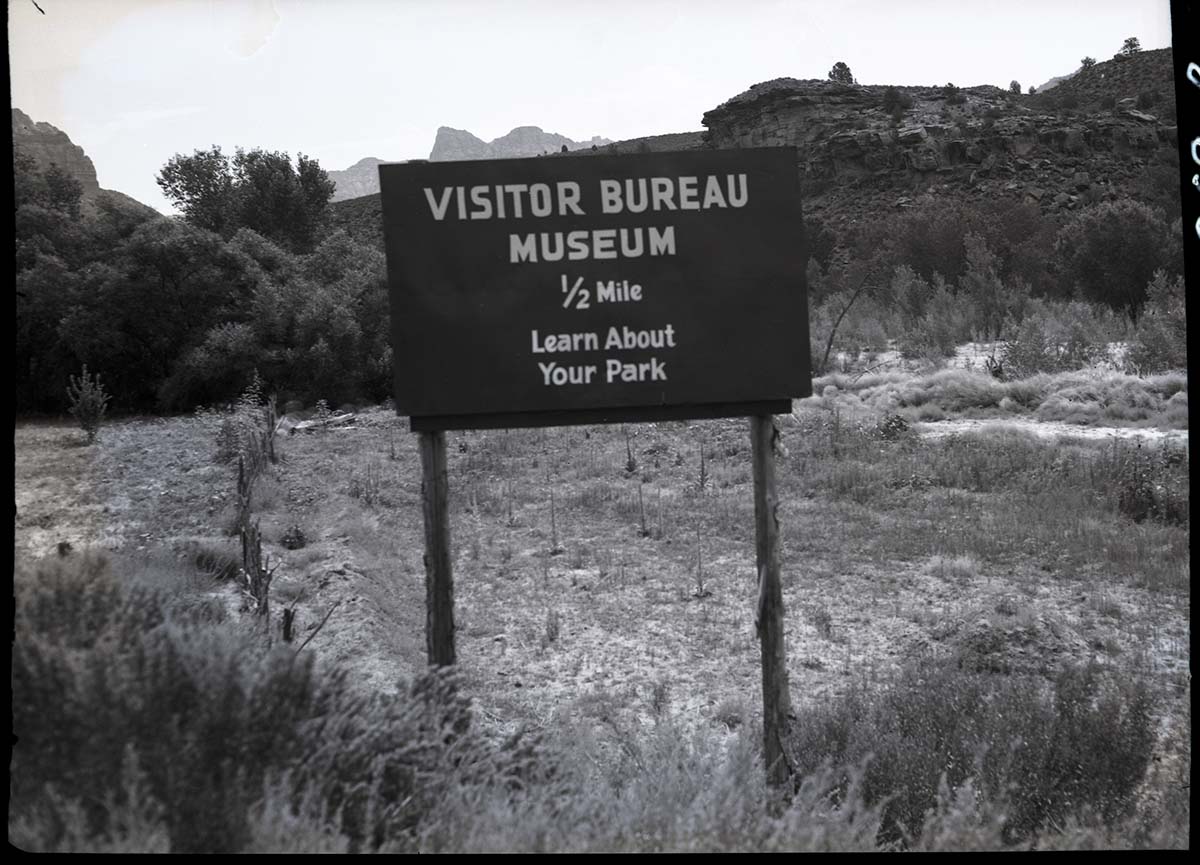 VISITOR BUREAU
MUSEUM
1/2 Mile
Learn About
Your Park